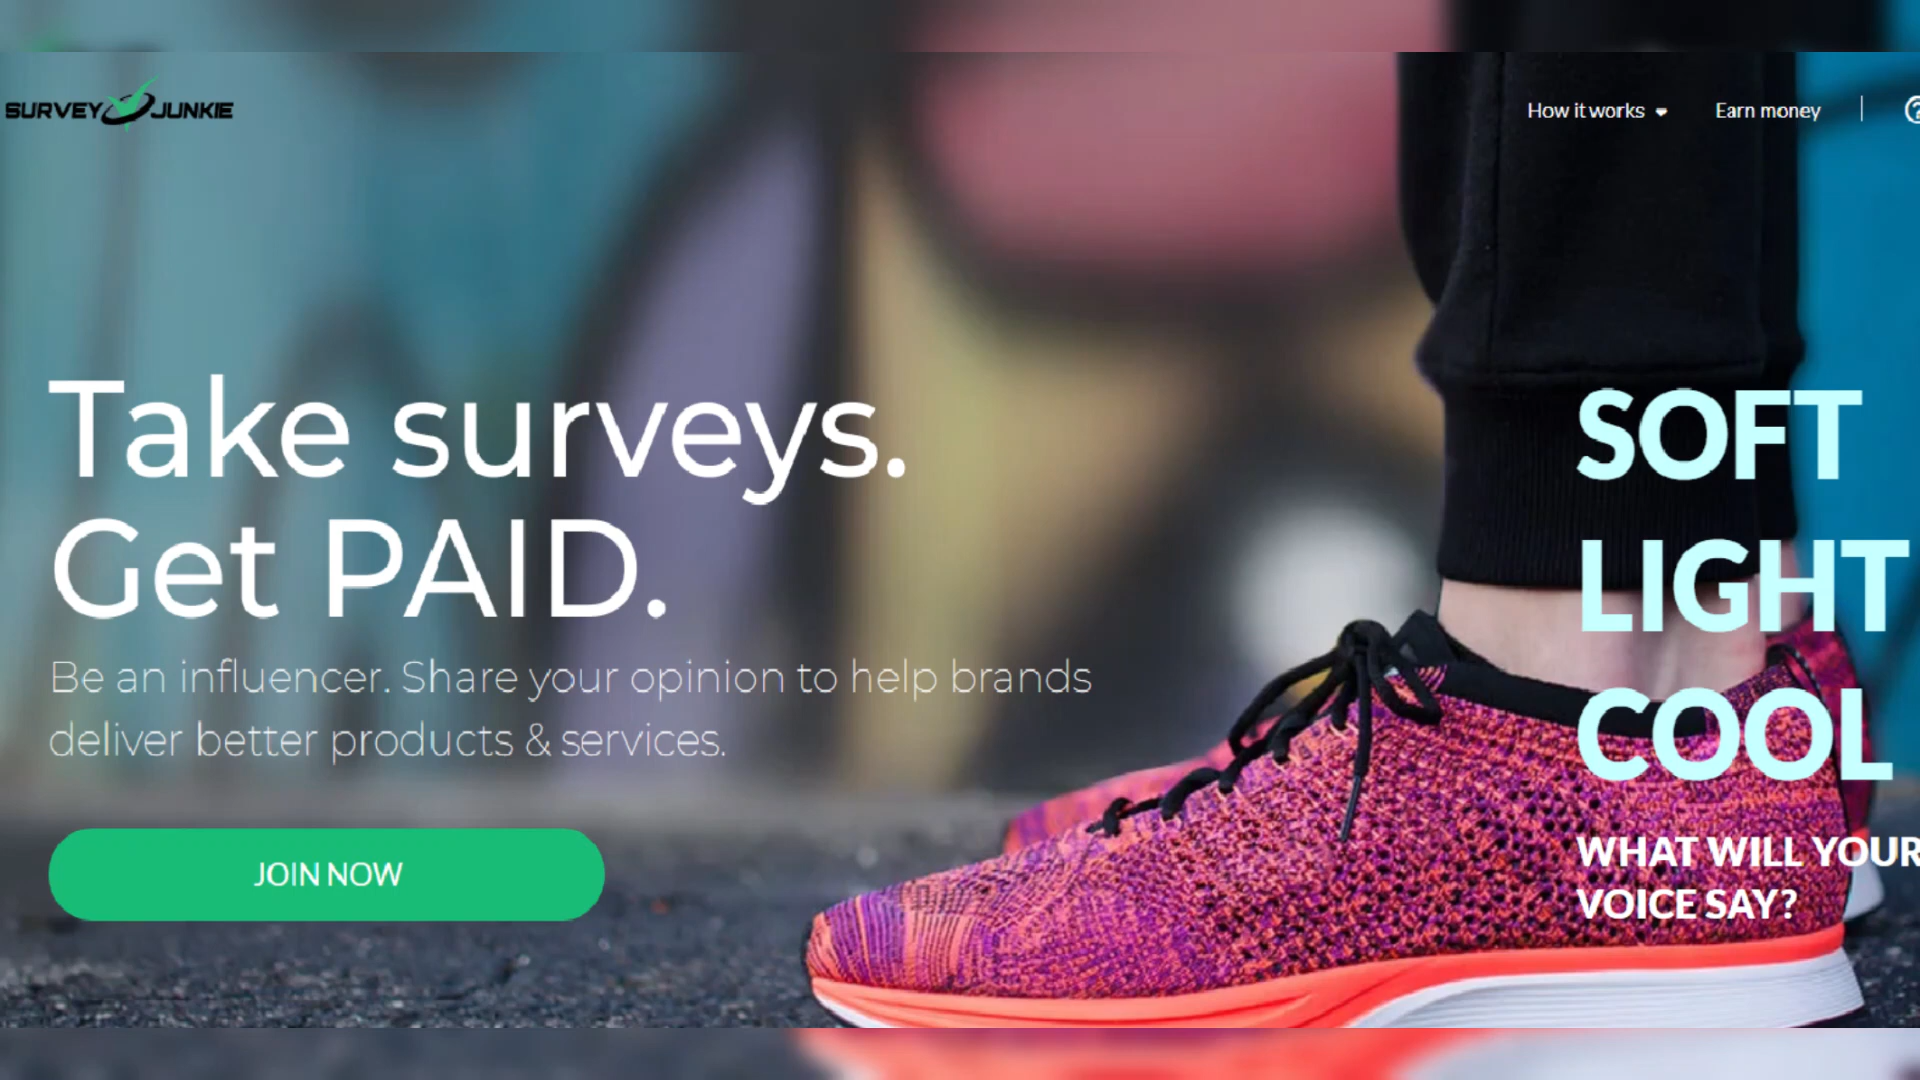 SURVEY JUNKIE
How it works
Earn money
Take surveys.
Get PAID.
Be an influencer. Share your opinion to help brands
deliver better products & services.
JOIN NOW
SOFT
LIGHT
COOL
WHAT WILL YOUR
VOICE SAY?